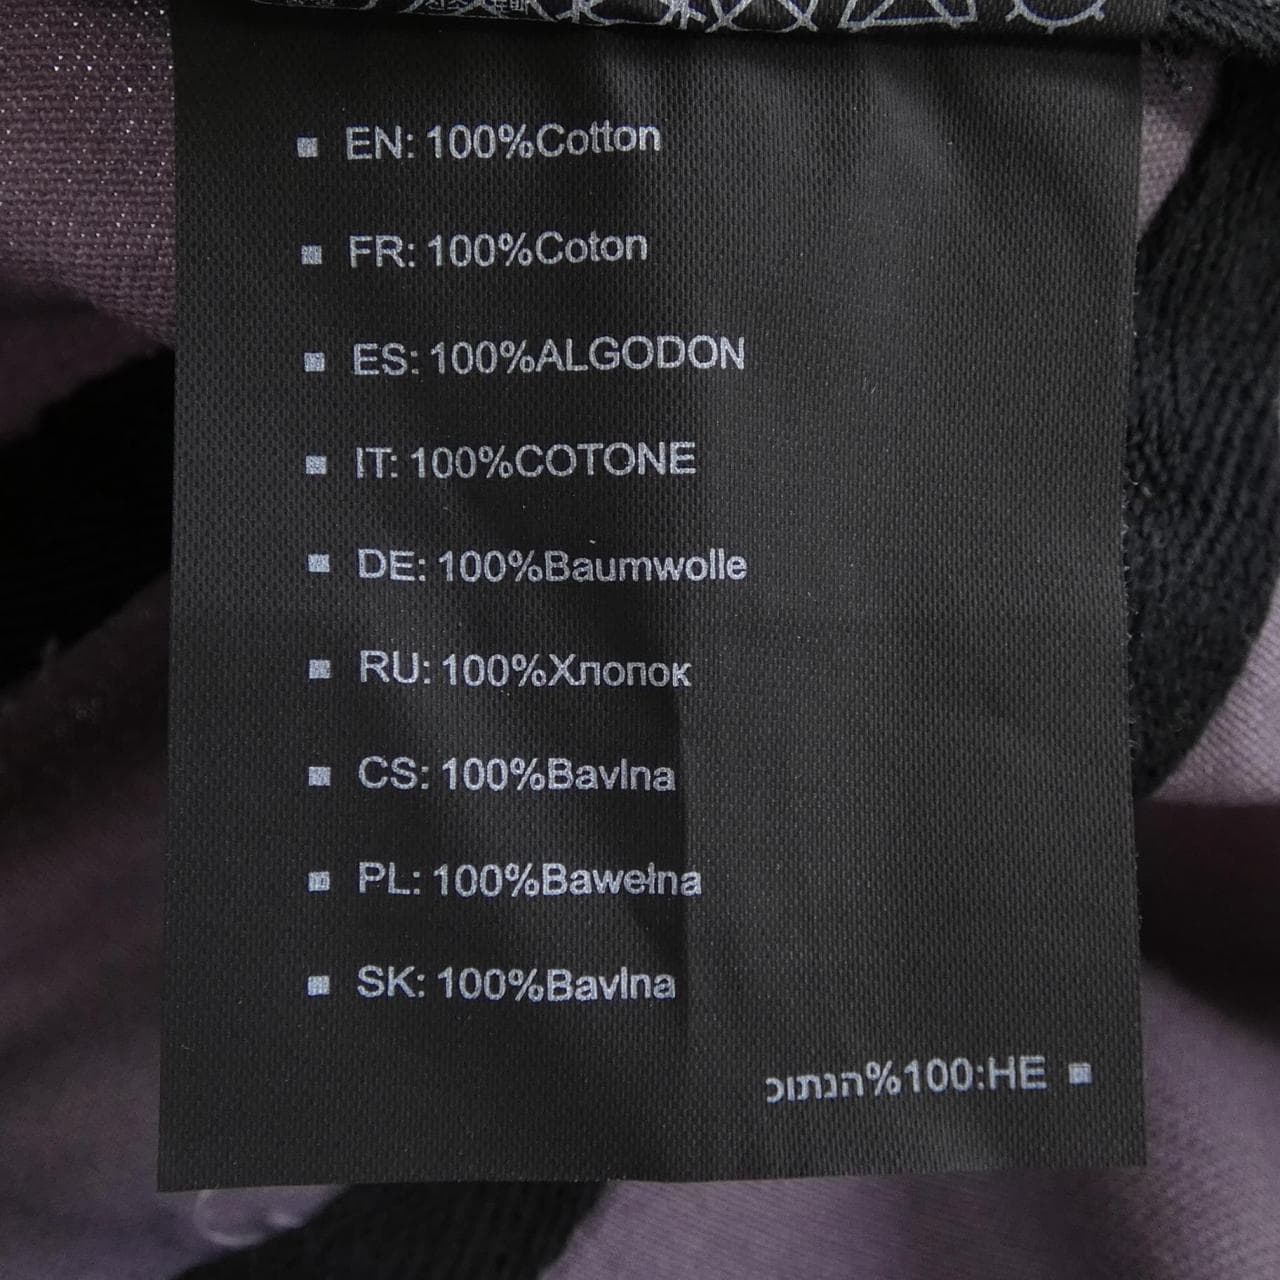 EN: 100%Cotton
FR: 100%Coton
ES: 100%ALGODON
IT: 100%COTONE
DE: 100%Baumwolle
RU: 100%Хлопок
CS: 100%Bavlna
PL: 100%Bawełna
SK: 100%Bavlna
HE:100%הנתוכ